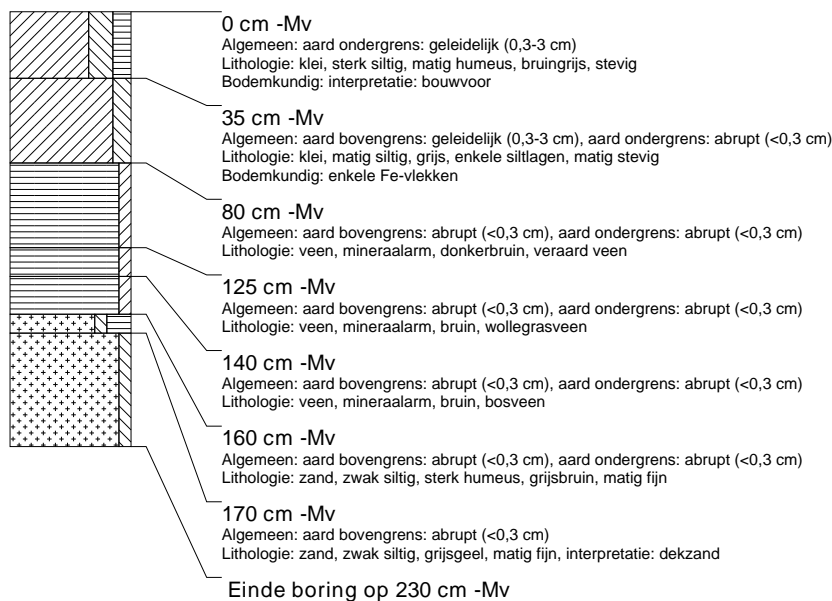 0 cm -Mv
Algemeen: aard ondergrens: geleidelijk (0,3-3 cm)
Lithologie: klei, sterk siltig, matig humeus, bruingrijs, stevig
Bodemkundig: interpretatie: bouwvoor
35 cm -Mv
Algemeen: aard bovengrens: geleidelijk (0,3-3 cm), aard ondergrens: abrupt (<0,3 cm)
Lithologie: klei, matig siltig, grijs, enkele siltlagen, matig stevig
Bodemkundig: enkele Fe-vlekken
80 cm -Mv
Algemeen: aard bovengrens: abrupt (<0,3 cm), aard ondergrens: abrupt (<0,3 cm)
Lithologie: veen, mineraalarm, donkerbruin, veraard veen
125 cm -Mv
Algemeen: aard bovengrens: abrupt (<0,3 cm), aard ondergrens: abrupt (<0,3 cm)
Lithologie: veen, mineraalarm, bruin, wollegrasveen
140 cm -Mv
Algemeen: aard bovengrens: abrupt (<0,3 cm), aard ondergrens: abrupt (<0,3 cm)
Lithologie: veen, mineraalarm, bruin, bosveen
160 cm -Mv
Algemeen: aard bovengrens: abrupt (<0,3 cm), aard ondergrens: abrupt (<0,3 cm)
Lithologie: zand, zwak siltig, sterk humeus, grijsbruin, matig fijn
170 cm -Mv
Algemeen: aard bovengrens: abrupt (<0,3 cm)
Lithologie: zand, zwak siltig, grijsgeel, matig fijn, interpretatie: dekzand
Einde boring op 230 cm -Mv